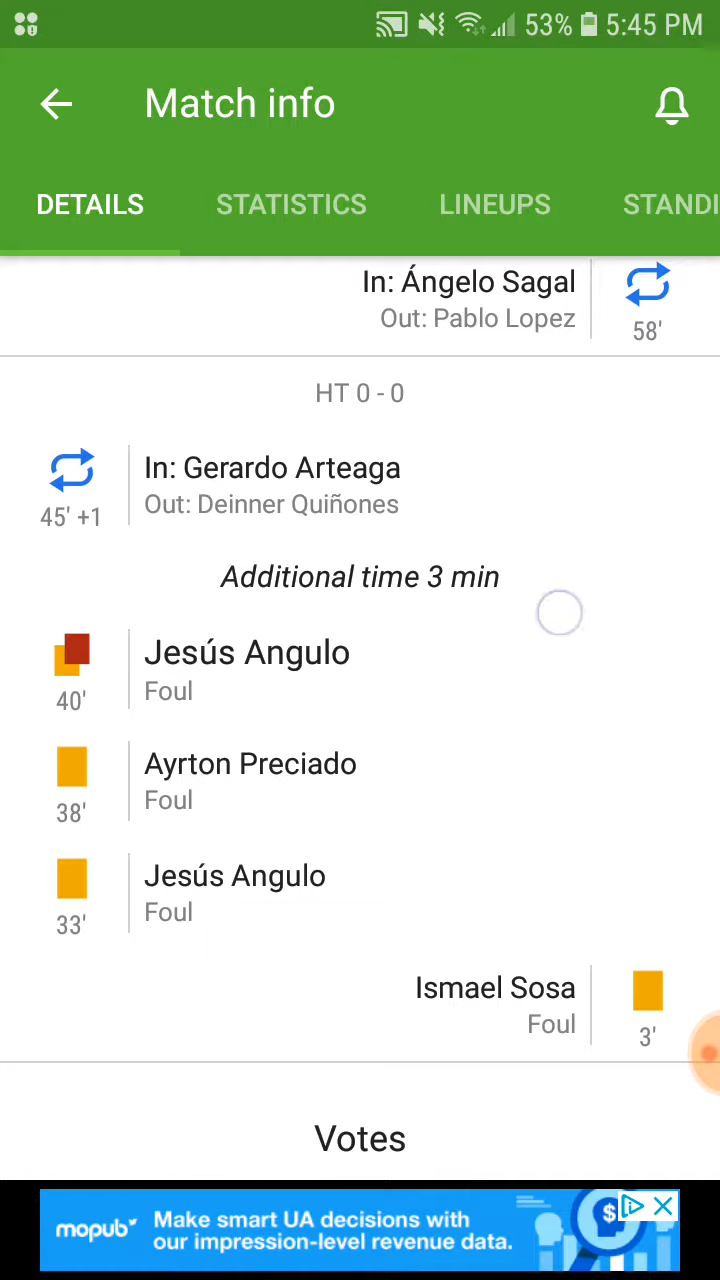 53% 5:45 PM
Match info
DETAILS STATISTICS LINEUPS STANDI
In: Ángelo Sagal
Out: Pablo Lopez
58'
HT 0 - 0
In: Gerardo Arteaga
Out: Deinner Quiñones
45' +1
Additional time 3 min
Jesús Angulo
Foul
40'
Ayrton Preciado
Foul
38'
Jesús Angulo
Foul
33'
Ismael Sosa
Foul
3'
Votes
mopub
Make smart UA decisions with
our impression-level revenue data.
$